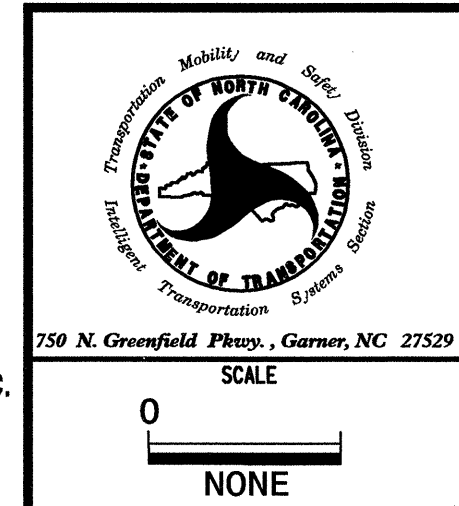 Transportation Mobility and Safety Division
STATE OF NORTH CAROLINA
DEPARTMENT OF TRANSPORTATION
Intelligent Transportation Systems Section
750 N. Greenfield Pkwy. , Garner, NC 27529
SCALE
C.
0
NONE